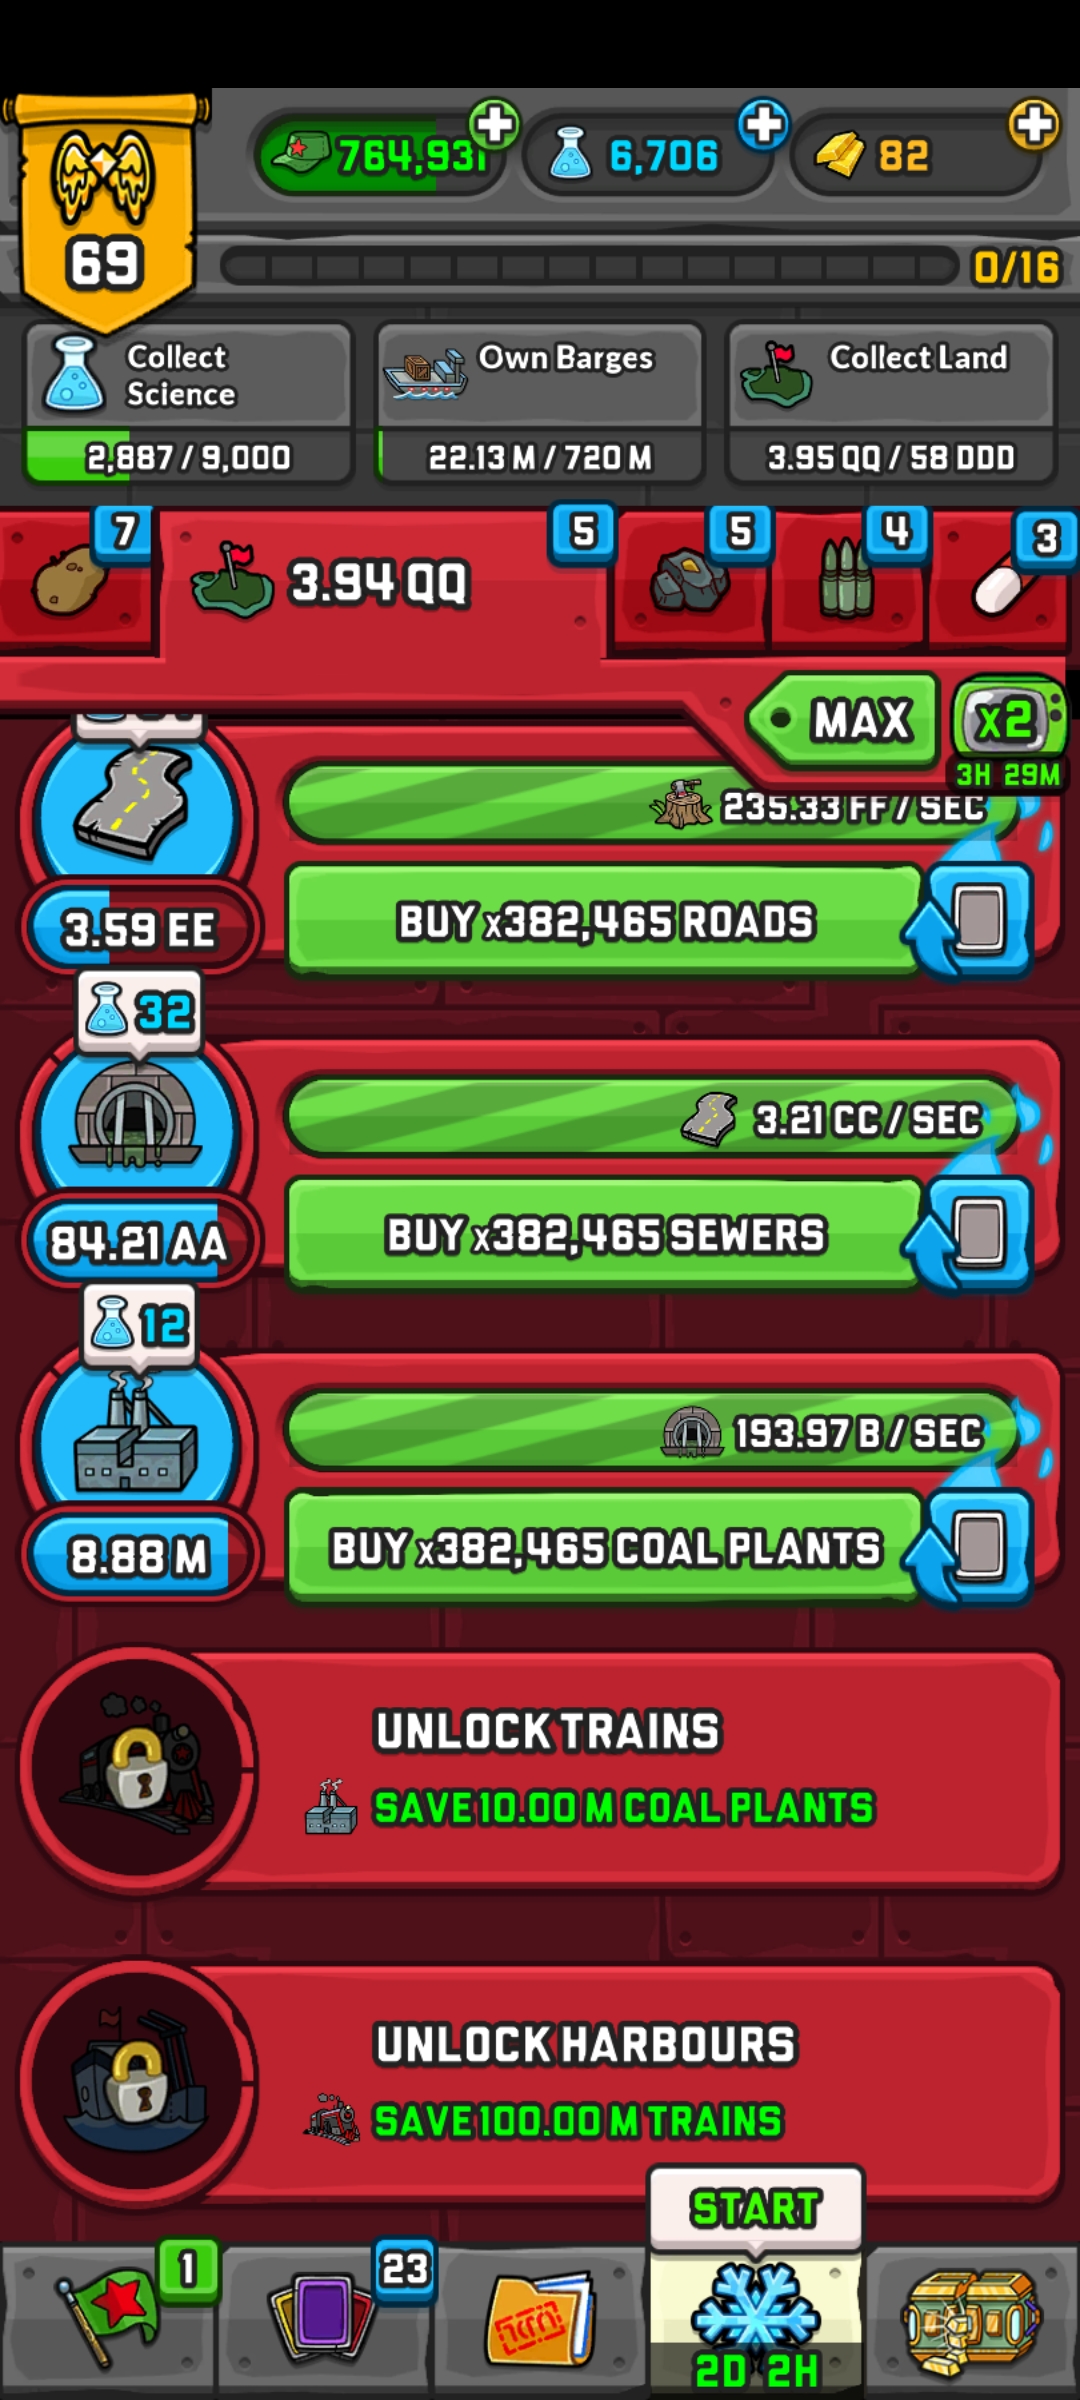 764,931
6,706
82
69
0/16
Collect Science
2,887 / 9,000
Own Barges
22.13 M / 720 M
Collect Land
3.95 QQ / 58 DDD
7
3.94 QQ
5
5
4
3
MAX
x2
3H 29M
235.33 FF / SEC
3.59 EE
BUY x382,465 ROADS
32
3.21 CC / SEC
84.21 AA
BUY x382,465 SEWERS
12
193.97 B / SEC
8.88 M
BUY x382,465 COAL PLANTS
UNLOCK TRAINS
SAVE 10.00 M COAL PLANTS
UNLOCK HARBOURS
SAVE 100.00 M TRAINS
START
1
23
2D 2H